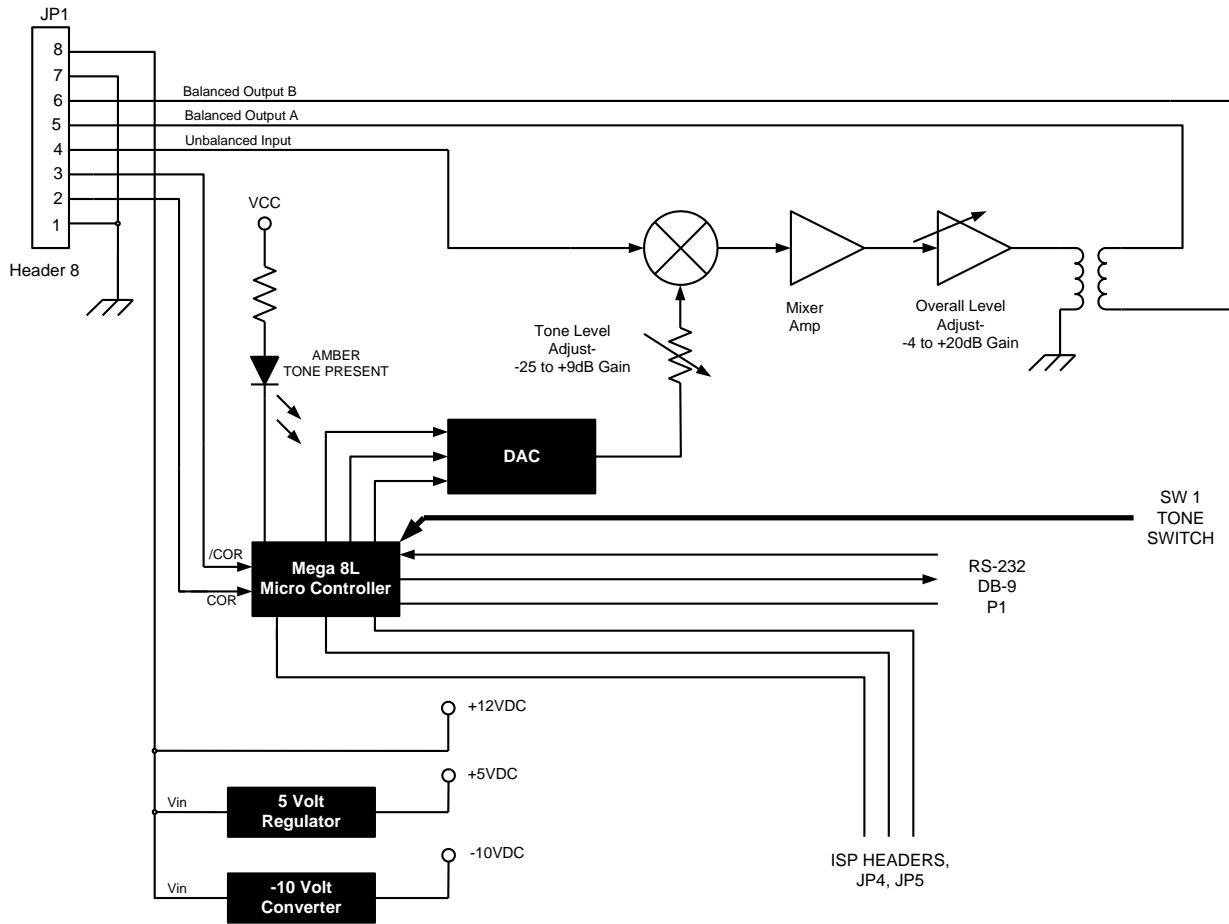 JP1
8
7
6
5
4
3
2
1
Header 8
Balanced Output B
Balanced Output A
Unbalanced Input
VCC
AMBER
TONE PRESENT
Tone Level
Adjust-
-25 to +9dB Gain
Mixer
Amp
Overall Level
Adjust-
-4 to +20dB Gain
DAC
SW 1
TONE
SWITCH
/COR
COR
Mega 8L
Micro Controller
RS-232
DB-9
P1
+12VDC
+5VDC
Vin
5 Volt
Regulator
-10VDC
Vin
-10 Volt
Converter
ISP HEADERS,
JP4, JP5